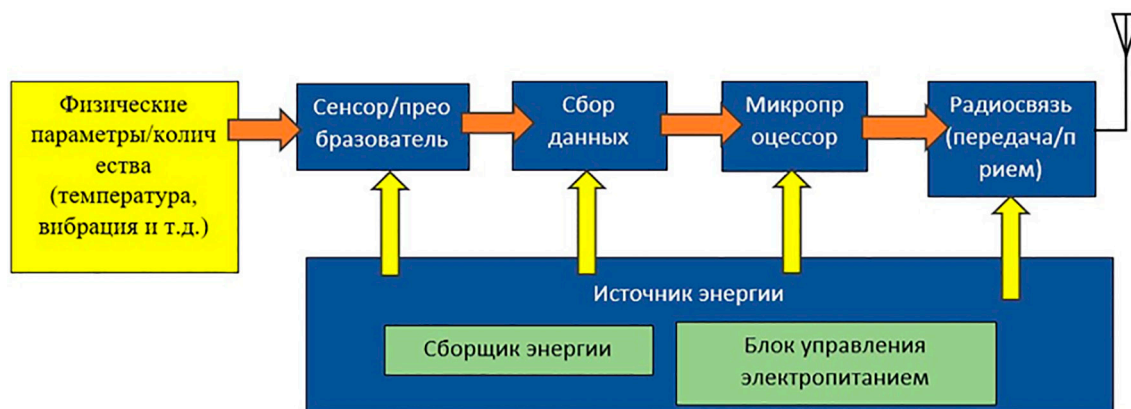 Физические
параметры/колич
ества
(температура,
вибрация и т.д.)
Сенсор/прео
бразователь
Сбор
данных
Микропр
оцессор
Радиосвязь
(передача/п
рием)
Источник энергии
Сборщик энергии
Блок управления
электропитанием